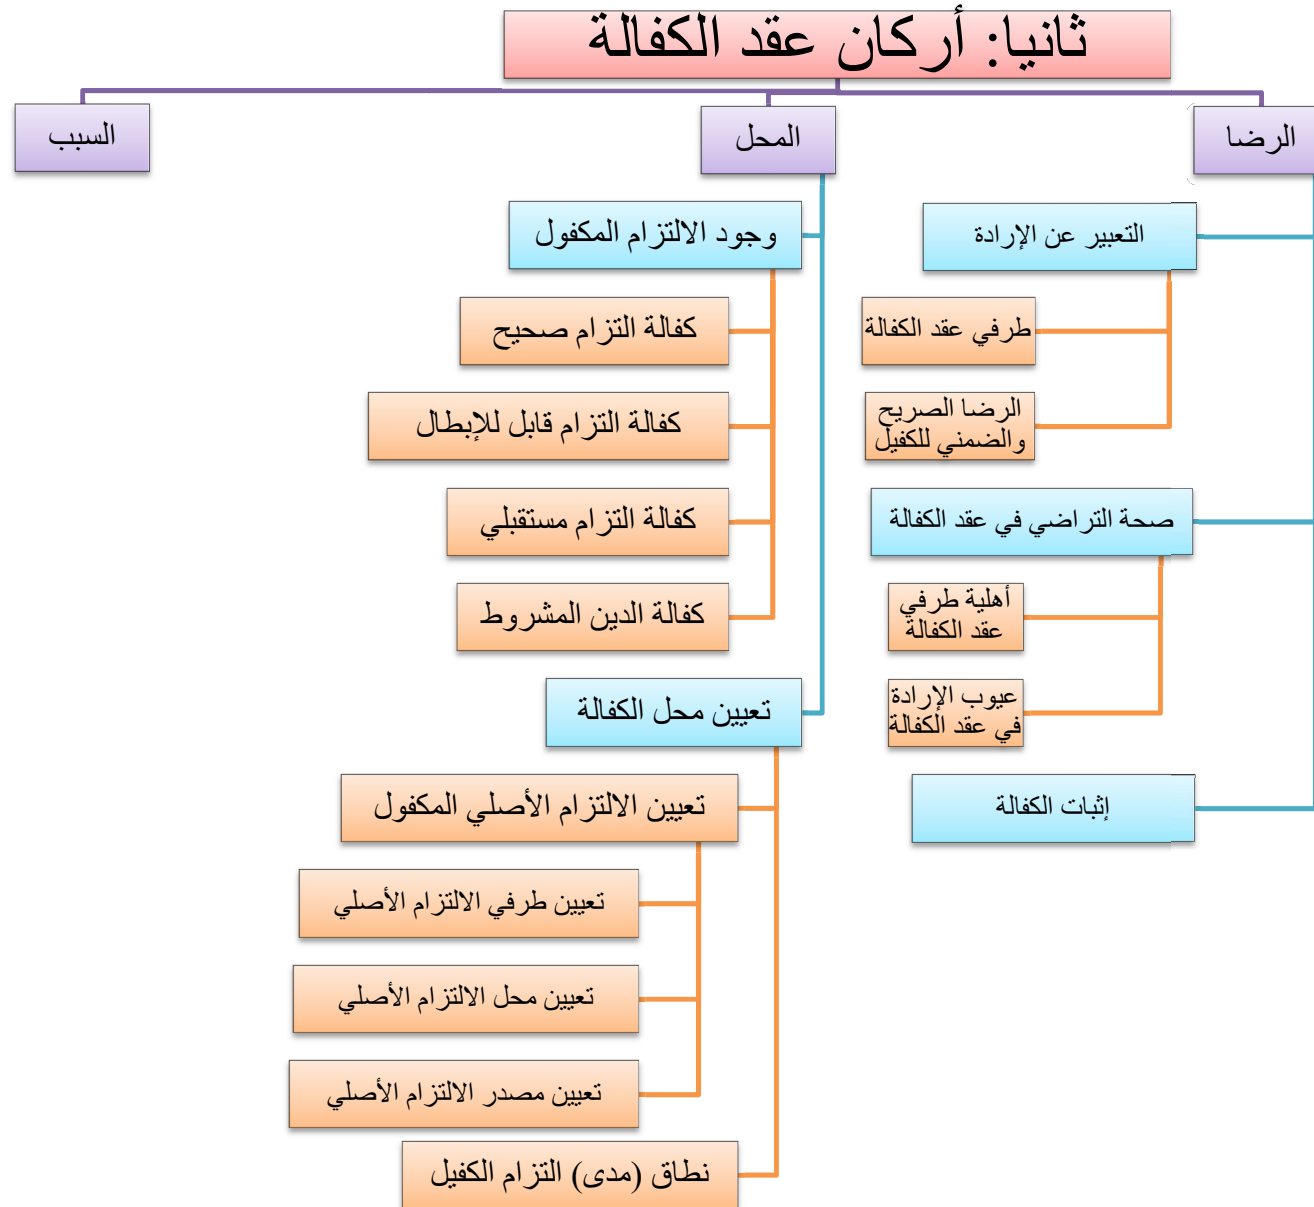 ثانيا: أركان عقد الكفالة
الرضا
التعبير عن الإرادة
طرفي عقد الكفالة
الرضا الصريح
والضمني للكفيل
صحة التراضي في عقد الكفالة
أهلية طرفي
عقد الكفالة
عيوب الإرادة
في عقد الكفالة
إثبات الكفالة
المحل
وجود الالتزام المكفول
كفالة التزام صحيح
كفالة التزام قابل للإبطال
كفالة التزام مستقبلي
كفالة الدين المشروط
تعيين محل الكفالة
تعيين الالتزام الأصلي المكفول
تعيين طرفي الالتزام الأصلي
تعيين محل الالتزام الأصلي
تعيين مصدر الالتزام الأصلي
نطاق (مدى) التزام الكفيل
السبب